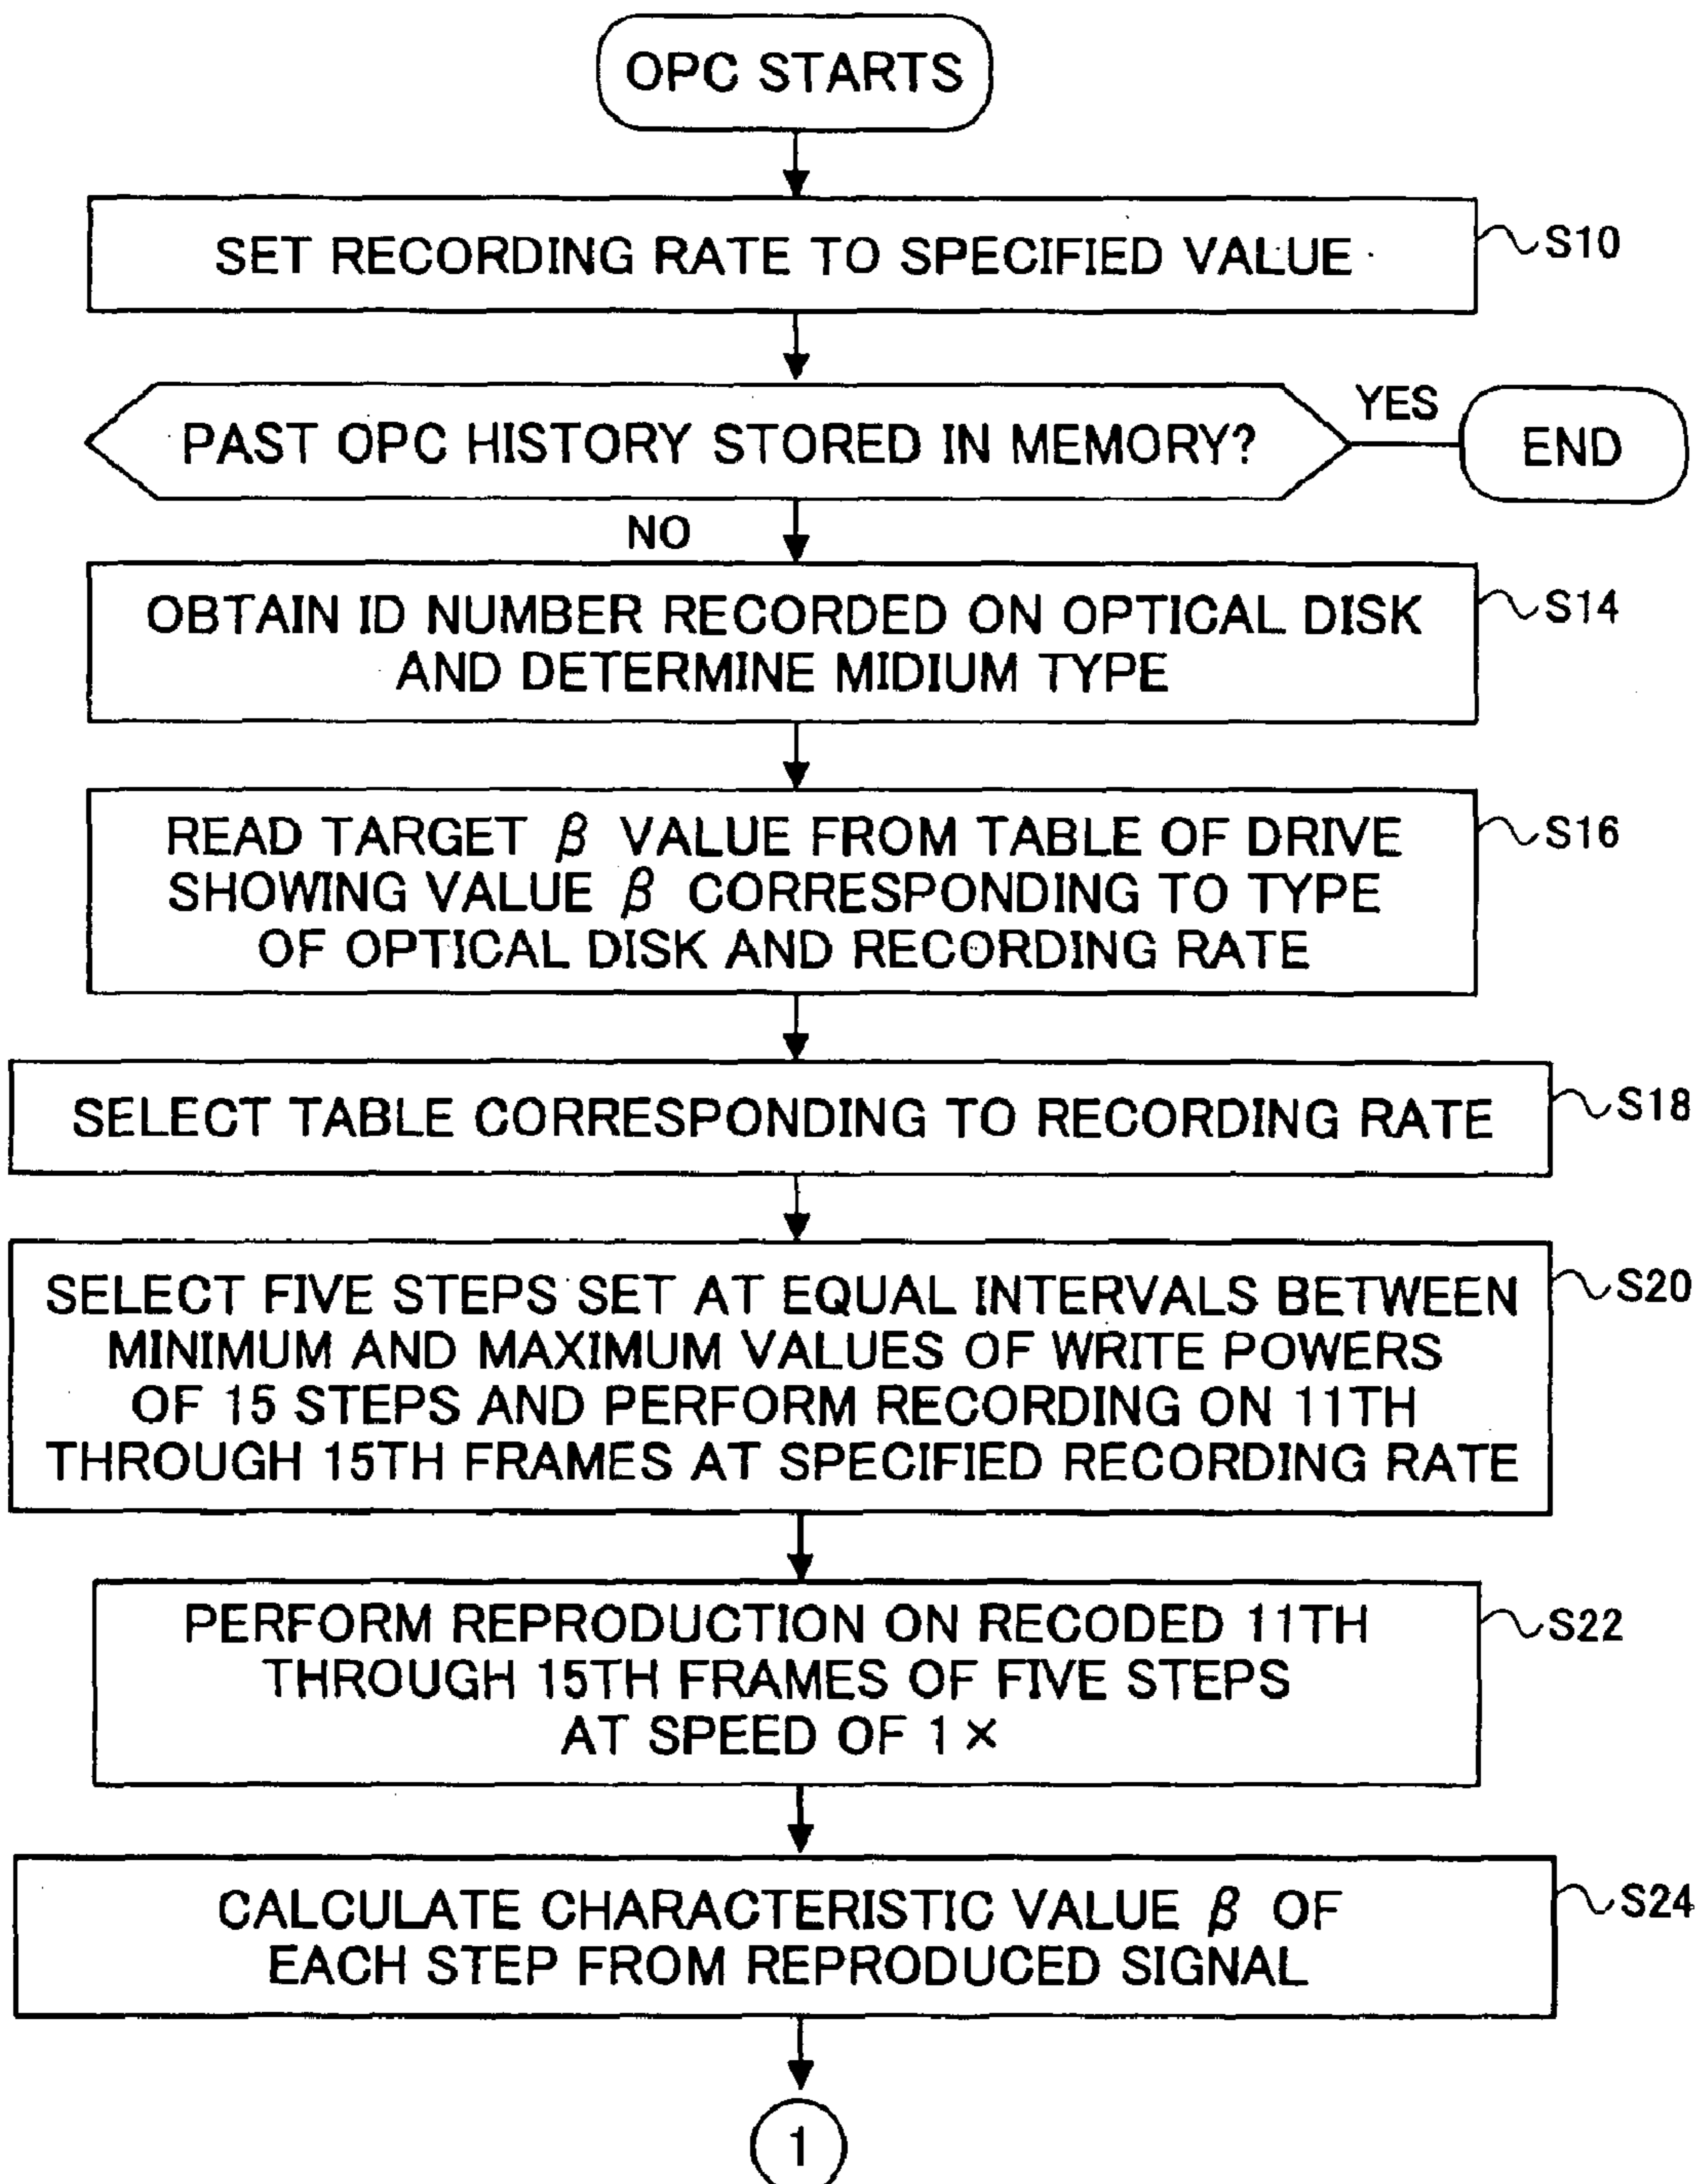 OPC STARTS
SET RECORDING RATE TO SPECIFIED VALUE
S10
PAST OPC HISTORY STORED IN MEMORY?
YES
END
NO
OBTAIN ID NUMBER RECORDED ON OPTICAL DISK
AND DETERMINE MIDIUM TYPE
S14
READ TARGET β VALUE FROM TABLE OF DRIVE
SHOWING VALUE β CORRESPONDING TO TYPE
OF OPTICAL DISK AND RECORDING RATE
S16
SELECT TABLE CORRESPONDING TO RECORDING RATE
S18
SELECT FIVE STEPS SET AT EQUAL INTERVALS BETWEEN
MINIMUM AND MAXIMUM VALUES OF WRITE POWERS
OF 15 STEPS AND PERFORM RECORDING ON 11TH
THROUGH 15TH FRAMES AT SPECIFIED RECORDING RATE
S20
PERFORM REPRODUCTION ON RECODED 11TH
THROUGH 15TH FRAMES OF FIVE STEPS
AT SPEED OF 1 ×
S22
CALCULATE CHARACTERISTIC VALUE β OF
EACH STEP FROM REPRODUCED SIGNAL
S24
1